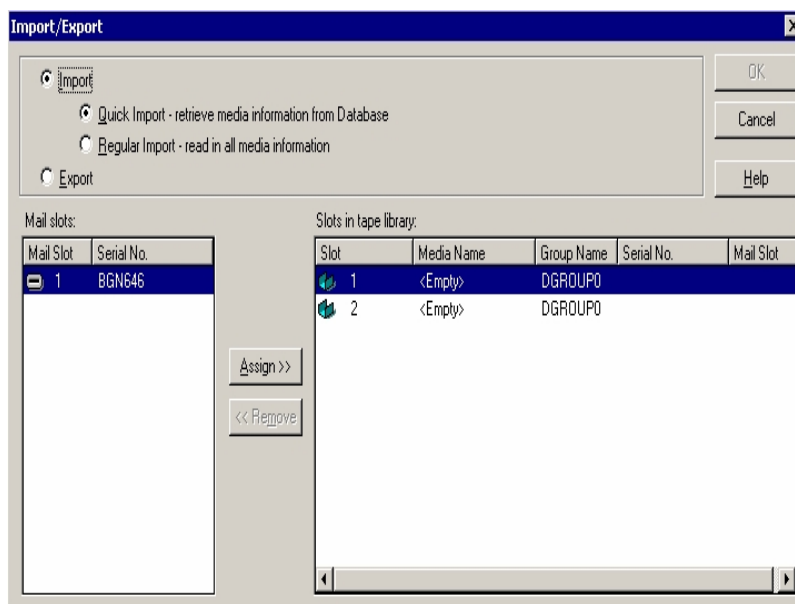 Import/Export
Import
Quick Import - retrieve media information from Database
Regular Import - read in all media information
Export
OK
Cancel
Help
Mail slots:
Mail Slot Serial No.
1 BGN646
Assign >>
<< Remove
Slots in tape library:
Slot Media Name Group Name Serial No. Mail Slot
1 <Empty> DGROUP0
2 <Empty> DGROUP0